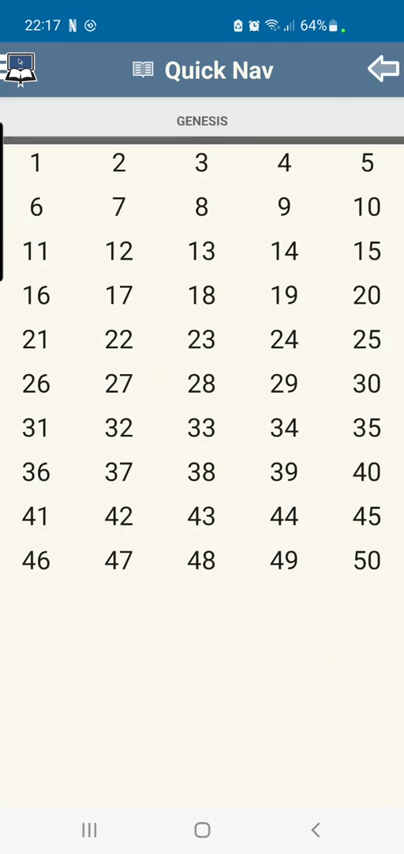 22:17 N 64%
Quick Nav
GENESIS
1 2 3 4 5
6 7 8 9 10
11 12 13 14 15
16 17 18 19 20
21 22 23 24 25
26 27 28 29 30
31 32 33 34 35
36 37 38 39 40
41 42 43 44 45
46 47 48 49 50